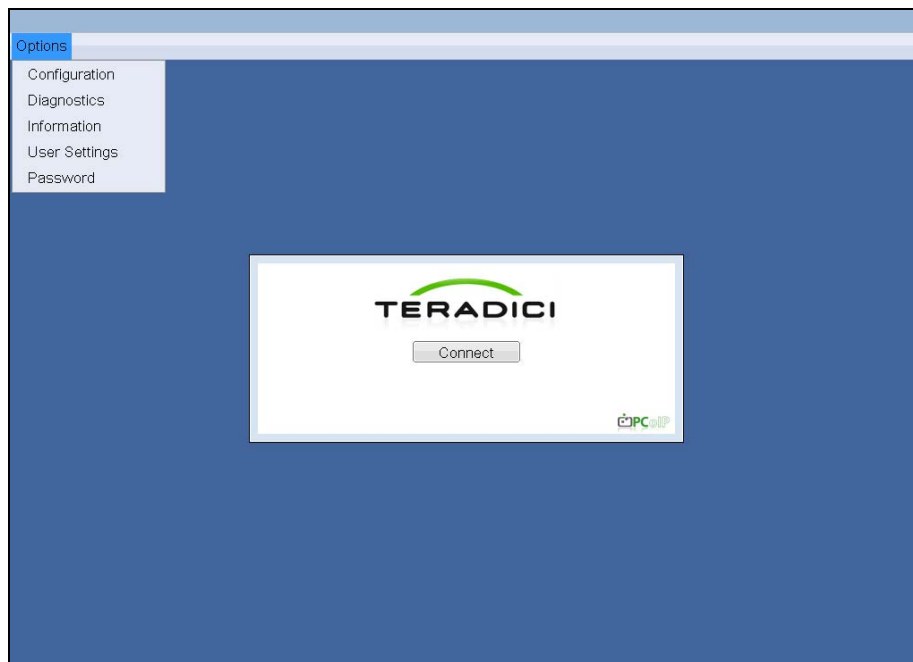 Options
Configuration
Diagnostics
Information
User Settings
Password
TERADICI
Connect
PCoIP